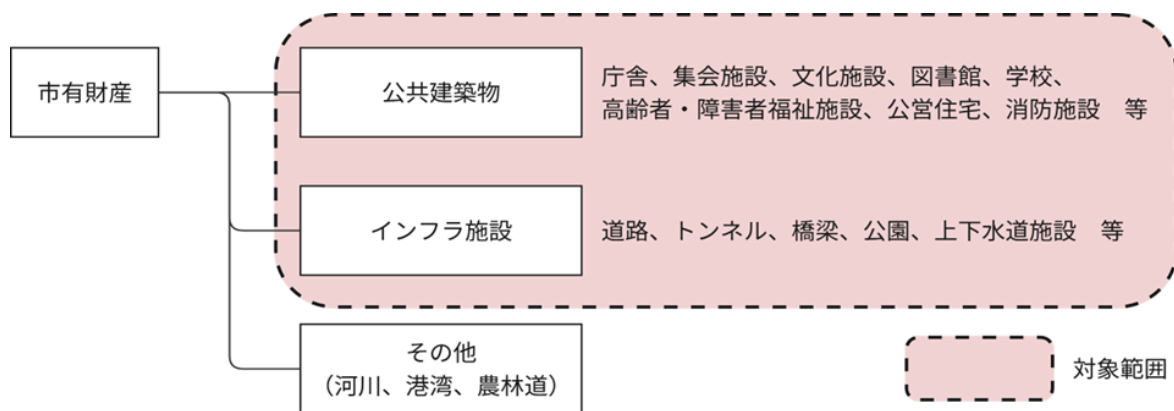 市有財産
公共建築物
庁舎、集会施設、文化施設、図書館、学校、
高齢者・障害者福祉施設、公営住宅、消防施設　等
インフラ施設
道路、トンネル、橋梁、公園、上下水道施設　等
その他
（河川、港湾、農林道）
対象範囲